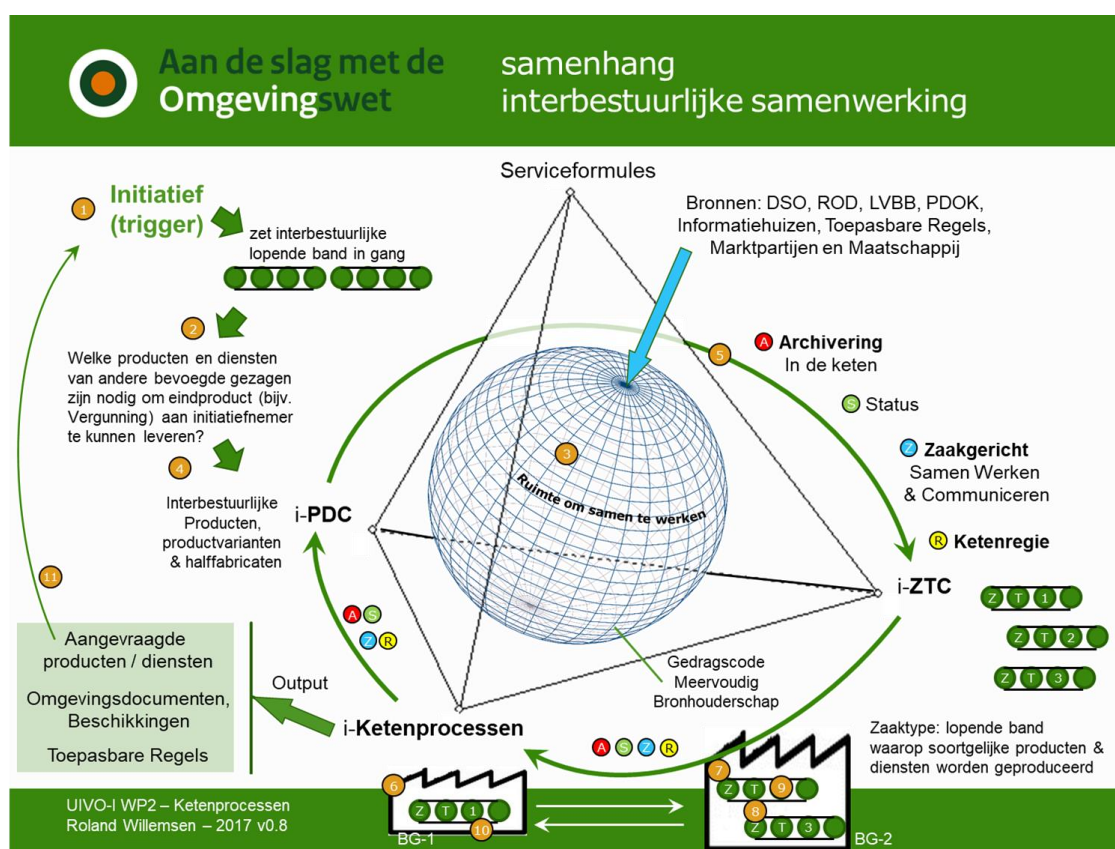 Aan de slag met de
Omgevingswet
samenhang
interbestuurlijke samenwerking
Serviceformules
1
Initiatief
(trigger)
zet interbestuurlijke
lopende band in gang
Bronnen: DSO, ROD, LVBB, PDOK,
Informatiehuizen, Toepasbare Regels,
Marktpartijen en Maatschappij
2
Welke producten en diensten
van andere bevoegde gezagen
zijn nodig om eindproduct (bijv.
Vergunning) aan initiatiefnemer
te kunnen leveren?
4
Interbestuurlijke
Producten,
productvarianten
& halffabricaten
i-PDC
3
Ruimte om samen te werken
5
A Archivering
In de keten
S Status
Z Zaakgericht
Samen Werken
& Communiceren
R Ketenregie
i-ZTC
Z T 1
Z T 2
Z T 3
Zaaktype: lopende band
waarop soortgelijke producten &
diensten worden geproduceerd
Gedragscode
Meervoudig
Bronhouderschap
11
A S
Z R
Aangevraagde
producten / diensten
Omgevingsdocumenten,
Beschikkingen
Toepasbare Regels
Output
i-Ketenprocessen
A S Z R
6
Z T 1
10
BG-1
7
Z T 9
8
Z T 3
BG-2
UIVO-I WP2 – Ketenprocessen
Roland Willemsen – 2017 v0.8